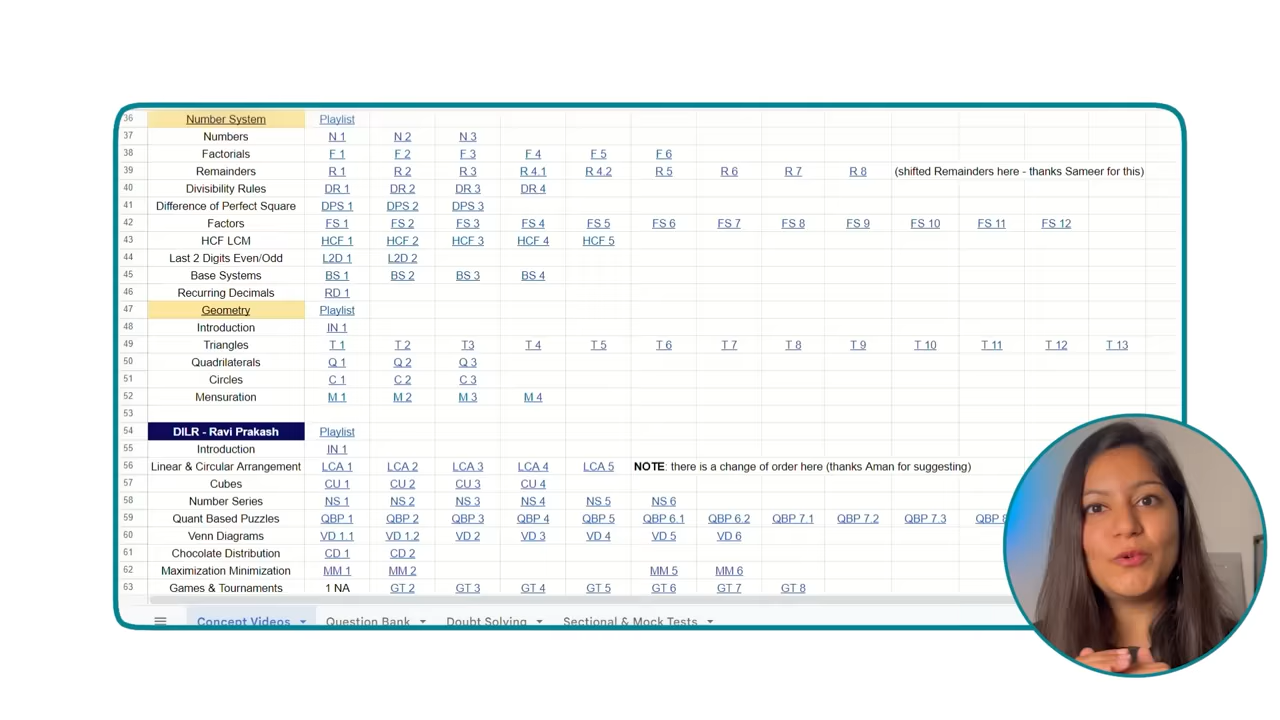 36 Number System Playlist
37 Numbers N 1 N 2 N 3
38 Factorials F 1 F 2 F 3 F 4 F 5 F 6
39 Remainders R 1 R 2 R 3 R 4.1 R 4.2 R 5 R 6 R 7 R 8 (shifted Remainders here - thanks Sameer for this)
40 Divisibility Rules DR 1 DR 2 DR 3 DR 4
41 Difference of Perfect Square DPS 1 DPS 2 DPS 3
42 Factors FS 1 FS 2 FS 3 FS 4 FS 5 FS 6 FS 7 FS 8 FS 9 FS 10 FS 11 FS 12
43 HCF LCM HCF 1 HCF 2 HCF 3 HCF 4 HCF 5
44 Last 2 Digits Even/Odd L2D 1 L2D 2
45 Base Systems BS 1 BS 2 BS 3 BS 4
46 Recurring Decimals RD 1
47 Geometry Playlist
48 Introduction IN 1
49 Triangles T 1 T 2 T3 T 4 T 5 T 6 T 7 T 8 T 9 T 10 T 11 T 12 T 13
50 Quadrilaterals Q 1 Q 2 Q 3
51 Circles C 1 C 2 C 3
52 Mensuration M 1 M 2 M 3 M 4
53
54 DILR - Ravi Prakash Playlist
55 Introduction IN 1
56 Linear & Circular Arrangement LCA 1 LCA 2 LCA 3 LCA 4 LCA 5 NOTE: there is a change of order here (thanks Aman for suggesting)
57 Cubes CU 1 CU 2 CU 3 CU 4
58 Number Series NS 1 NS 2 NS 3 NS 4 NS 5 NS 6
59 Quant Based Puzzles QBP 1 QBP 2 QBP 3 QBP 4 QBP 5 QBP 6.1 QBP 6.2 QBP 7.1 QBP 7.2 QBP 7.3 QBP
60 Venn Diagrams VD 1.1 VD 1.2 VD 2 VD 3 VD 4 VD 5 VD 6
61 Chocolate Distribution CD 1 CD 2
62 Maximization Minimization MM 1 MM 2 MM 5 MM 6
63 Games & Tournaments 1 NA GT 2 GT 3 GT 4 GT 5 GT 6 GT 7 GT 8
Concept Videos Question Bank Doubt Solving Sectional & Mock Tests